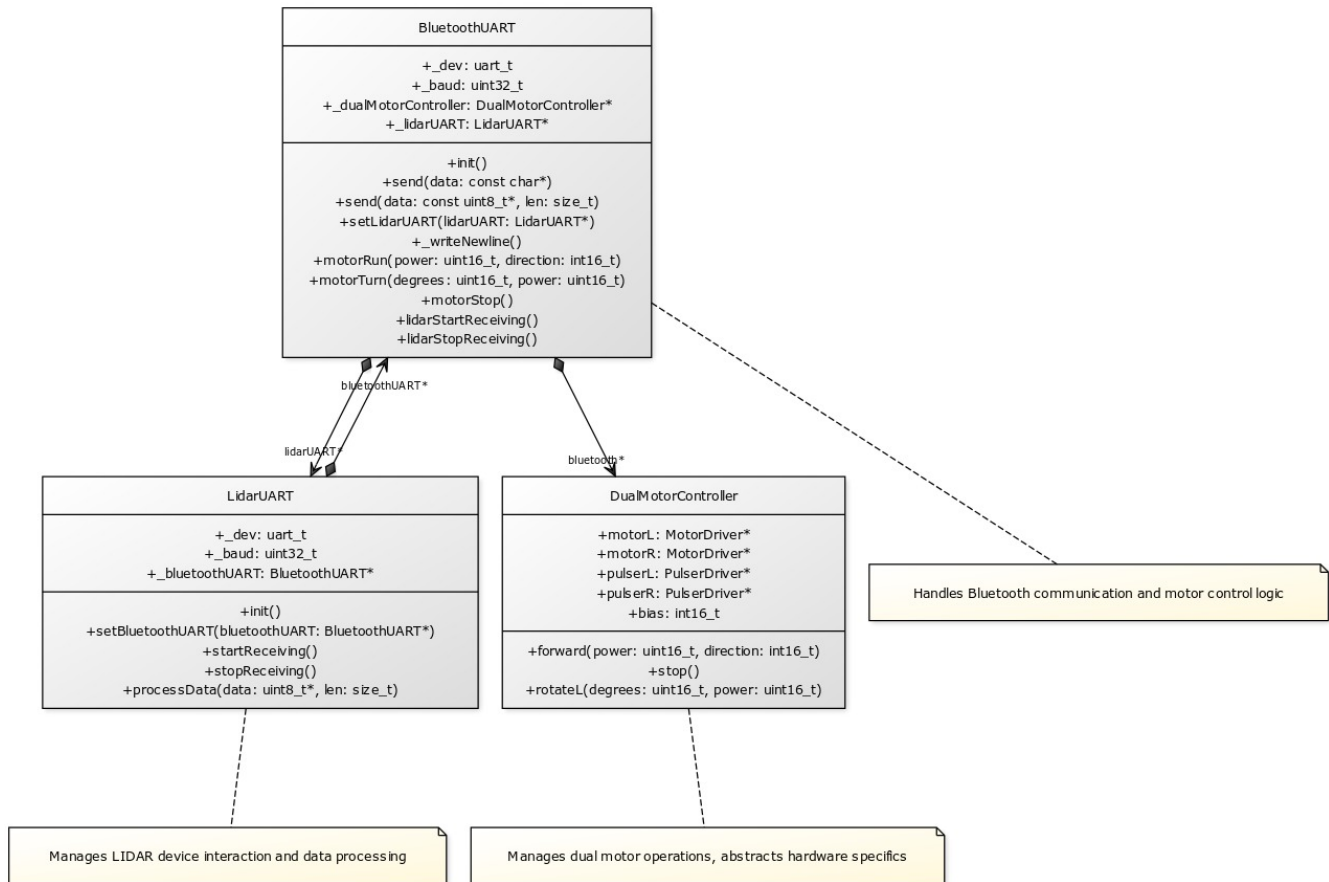 BluetoothUART
+_dev: uart_t
+_baud: uint32_t
+_dualMotorController: DualMotorController*
+_lidarUART: LidarUART*
+init()
+send(data: const char*)
+send(data: const uint8_t*, len: size_t)
+setLidarUART(lidarUART: LidarUART*)
+_writeNewline()
+motorRun(power: uint16_t, direction: int16_t)
+motorTurn(degrees: uint16_t, power: uint16_t)
+motorStop()
+lidarStartReceiving()
+lidarStopReceiving()
bluetoothUART*
lidarUART*
bluetooth*
LidarUART
+_dev: uart_t
+_baud: uint32_t
+_bluetoothUART: BluetoothUART*
+init()
+setBluetoothUART(bluetoothUART: BluetoothUART*)
+startReceiving()
+stopReceiving()
+processData(data: uint8_t*, len: size_t)
DualMotorController
+motorL: MotorDriver*
+motorR: MotorDriver*
+pulserL: PulserDriver*
+pulserR: PulserDriver*
+bias: int16_t
+forward(power: uint16_t, direction: int16_t)
+stop()
+rotateL(degrees: uint16_t, power: uint16_t)
Handles Bluetooth communication and motor control logic
Manages LIDAR device interaction and data processing
Manages dual motor operations, abstracts hardware specifics